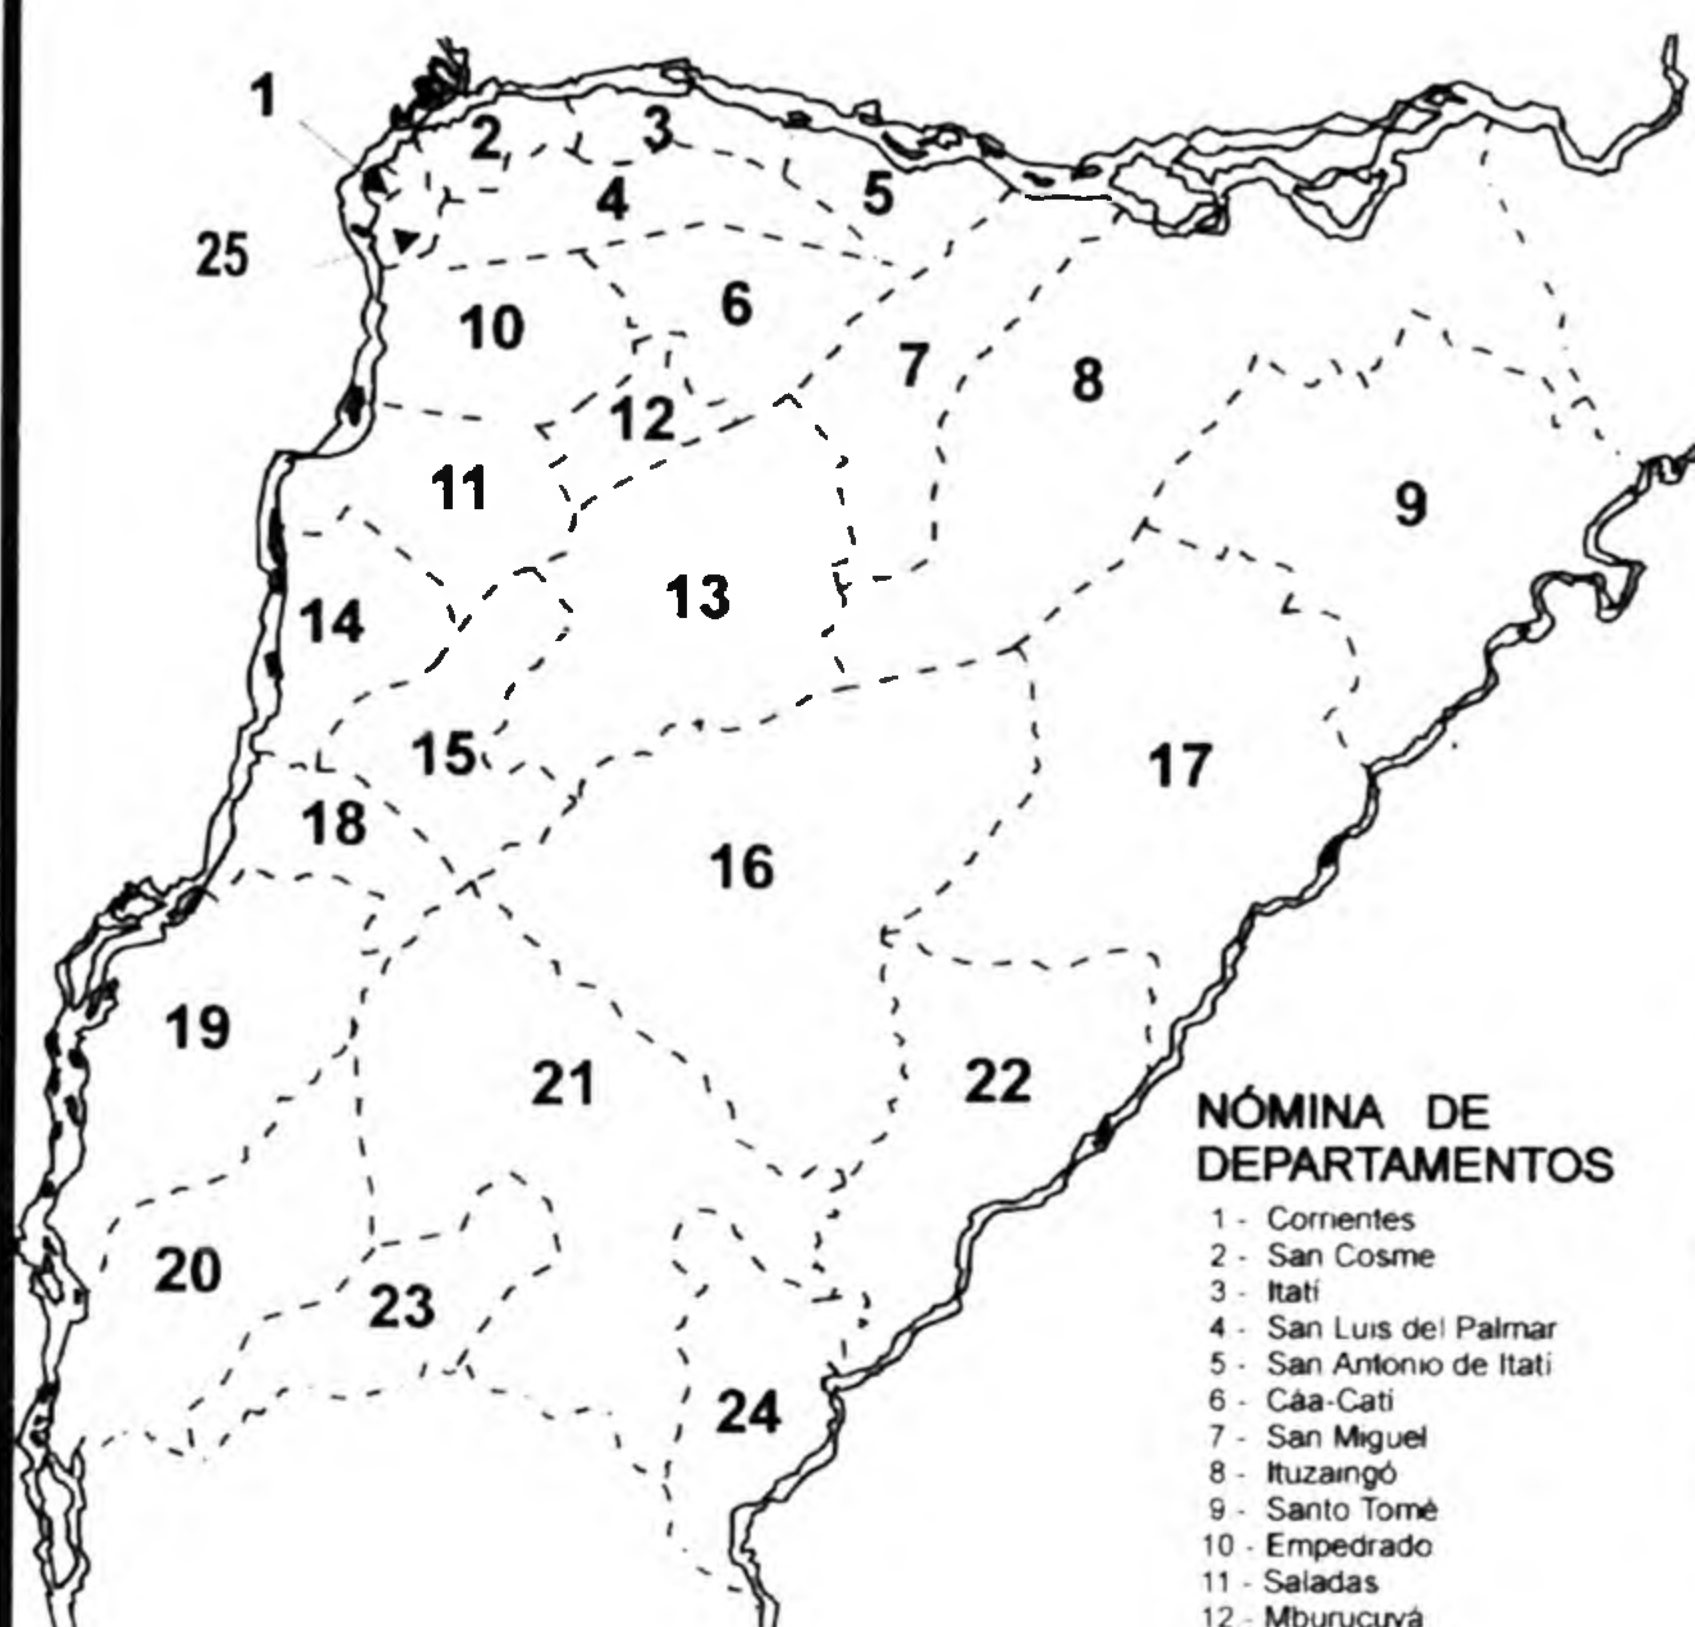 1
2
3
4
5
25
6
10
7
8
12
11
9
13
14
15
17
18
16
19
21
22
20
23
24
NÓMINA DE
DEPARTAMENTOS
1 - Corrientes
2 - San Cosme
3 - Itatí
4 - San Luis del Palmar
5 - San Antonio de Itatí
6 - Cáa-Catí
7 - San Miguel
8 - Ituzaingó
9 - Santo Tomé
10 - Empedrado
11 - Saladas
12 - Mburucuyá